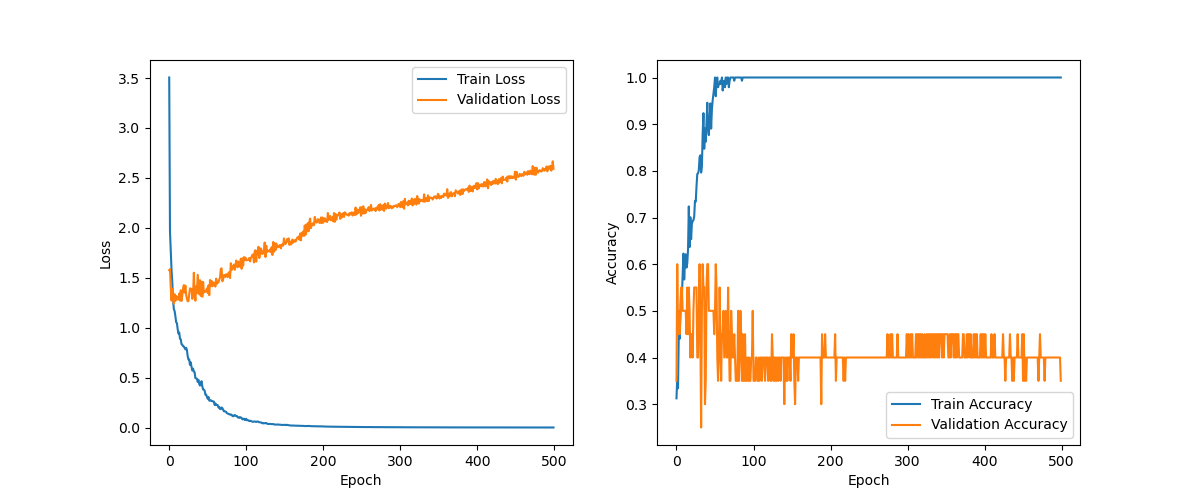 3.5
3.0
2.5
2.0
1.5
1.0
0.5
0.0
Loss
0 100 200 300 400 500
Epoch
Train Loss
Validation Loss
1.0
0.9
0.8
0.7
0.6
0.5
0.4
0.3
Accuracy
0 100 200 300 400 500
Epoch
Train Accuracy
Validation Accuracy